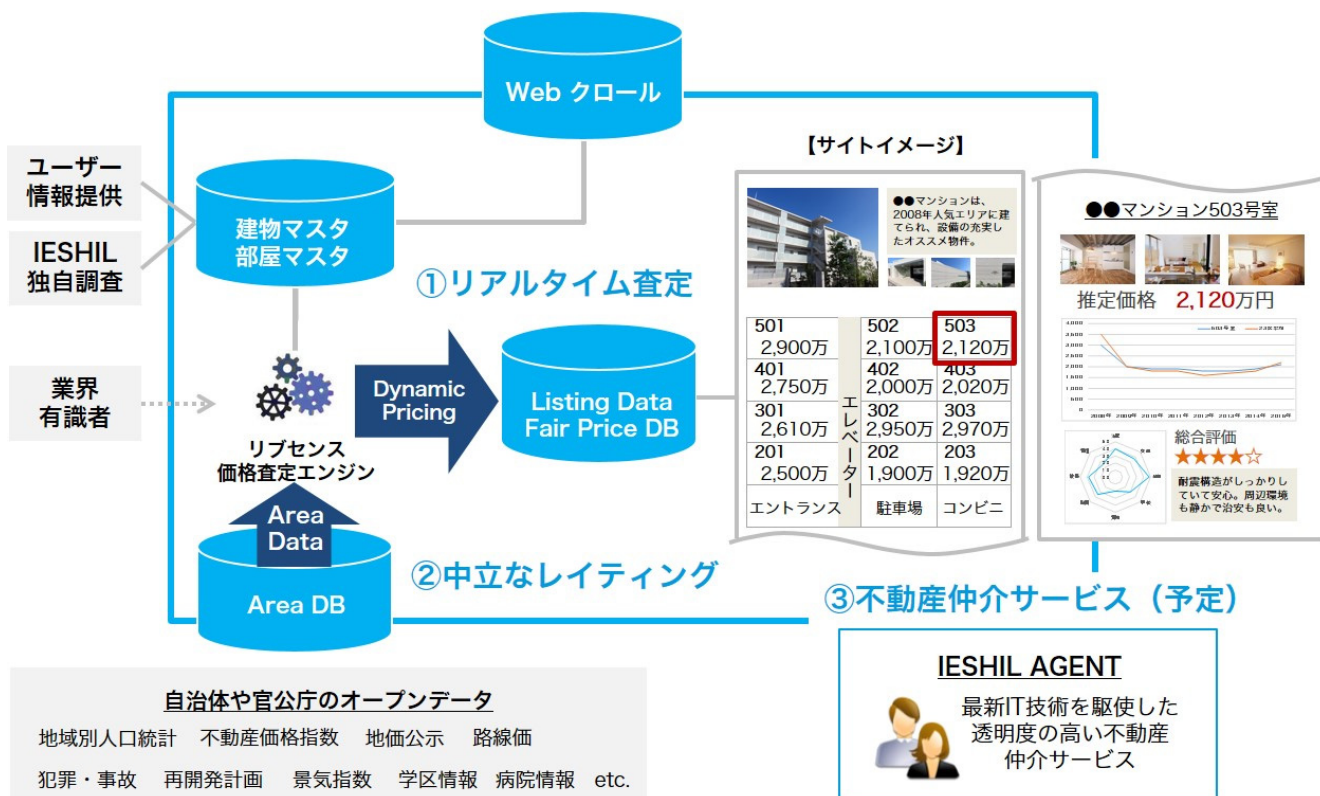 Web クロール
ユーザー
情報提供
IESHIL
独自調査
建物マスタ
部屋マスタ
①リアルタイム査定
業界
有識者
リブセンス
価格査定エンジン
Dynamic
Pricing
Listing Data
Fair Price DB
Area
Data
Area DB
②中立なレイティング
【サイトイメージ】
●●マンションは、
2008年人気エリアに建
てられ、設備の充実し
たオススメ物件。
501 502 503
2,900万 2,100万 2,120万
401 402 403
2,750万 2,000万 2,020万
301 302 303
2,610万 2,950万 2,970万
201 202 203
2,500万 1,900万 1,920万
エレベーター
エントランス 駐車場 コンビニ
●●マンション503号室
推定価格 2,120万円
総合評価
★★★★☆
耐震構造がしっかりし
ていて安心。周辺環境
も静かで治安も良い。
③不動産仲介サービス（予定）
IESHIL AGENT
最新IT技術を駆使した
透明度の高い不動産
仲介サービス
自治体や官公庁のオープンデータ
地域別人口統計 不動産価格指数 地価公示 路線価
犯罪・事故 再開発計画 景気指数 学区情報 病院情報 etc.